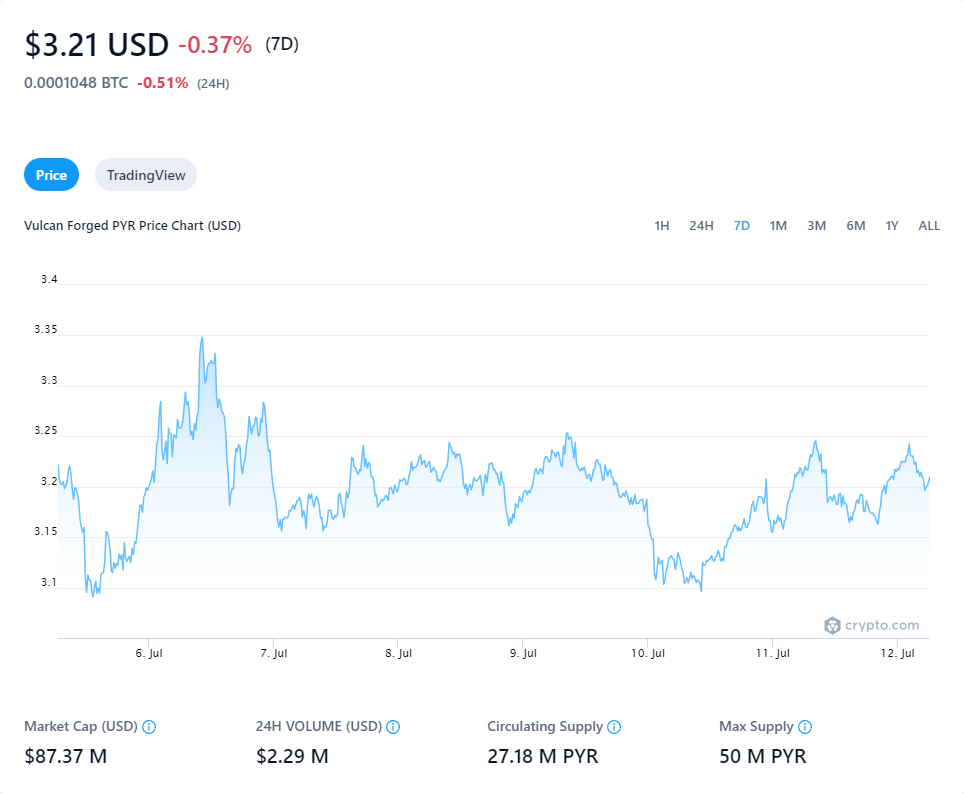 $3.21 USD -0.37% (7D)
0.0001048 BTC -0.51% (24H)
Price TradingView
Vulcan Forged PYR Price Chart (USD) 1H 24H 7D 1M 3M 6M 1Y ALL
3.4
3.35
3.3
3.25
3.2
3.15
3.1
crypto.com
6. Jul 7. Jul 8. Jul 9. Jul 10. Jul 11. Jul 12. Jul
Market Cap (USD) 24H VOLUME (USD) Circulating Supply Max Supply
$87.37 M $2.29 M 27.18 M PYR 50 M PYR